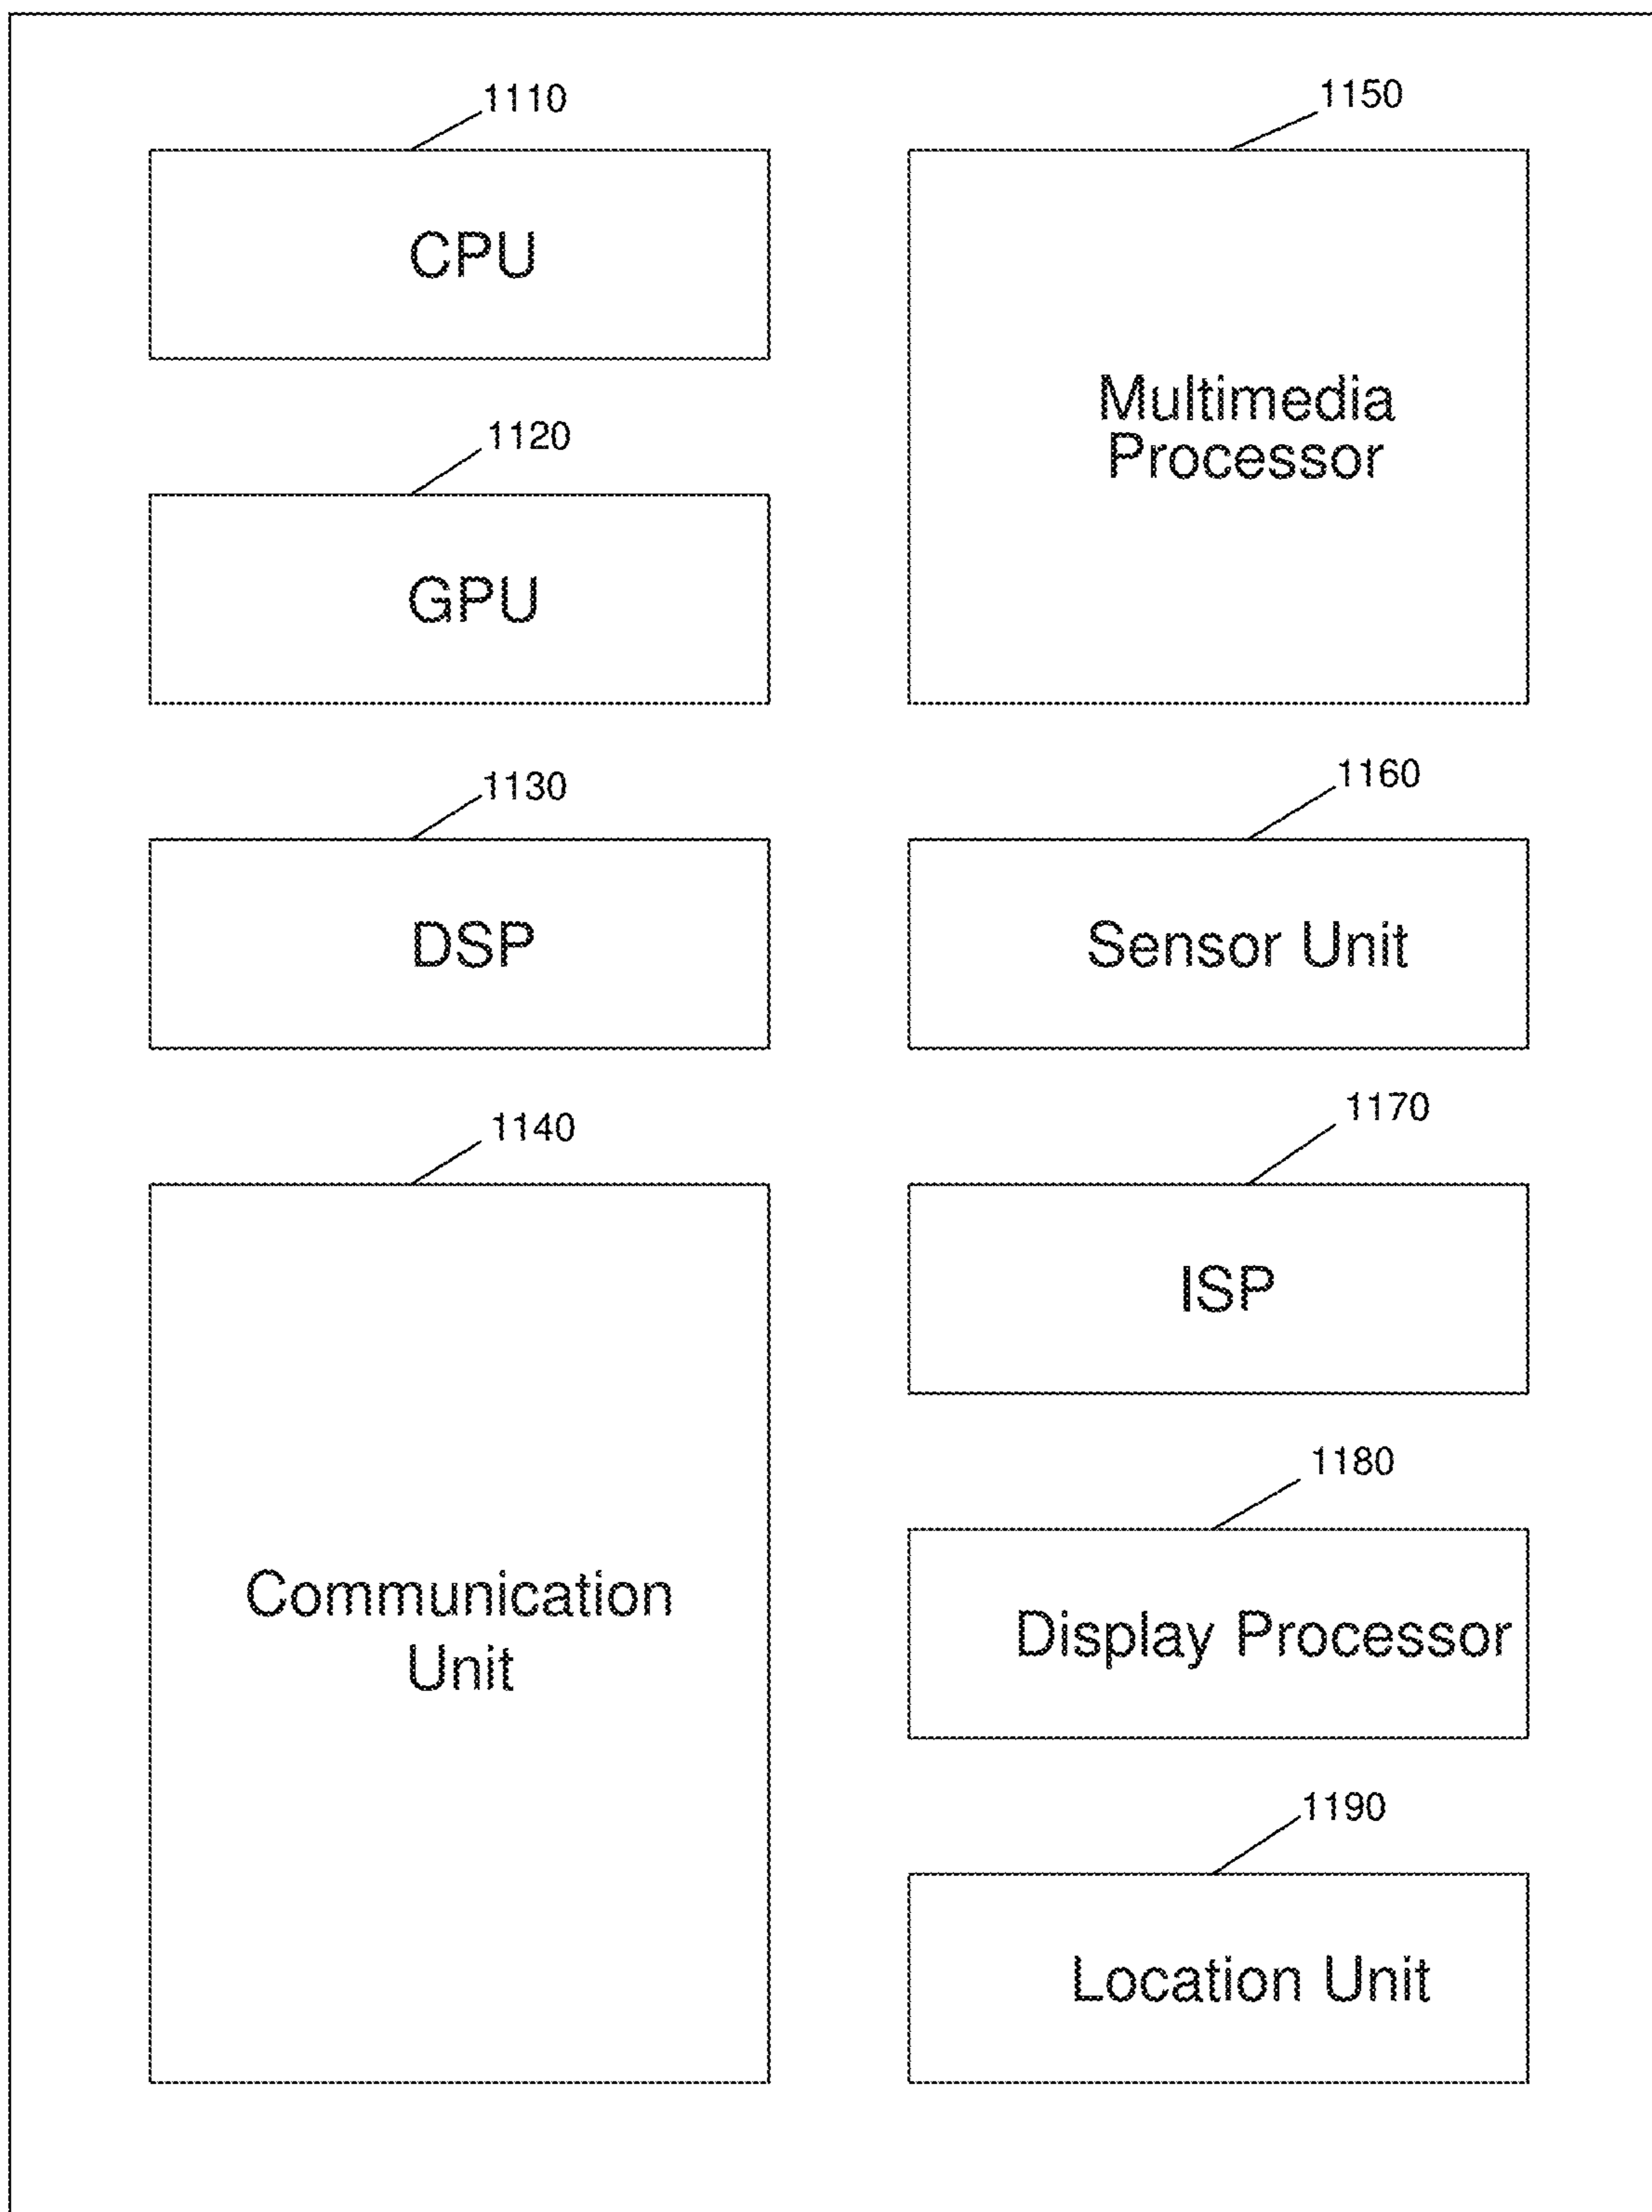 1110
CPU
1120
GPU
1130
DSP
1140
Communication
Unit
1150
Multimedia
Processor
1160
Sensor Unit
1170
ISP
1180
Display Processor
1190
Location Unit